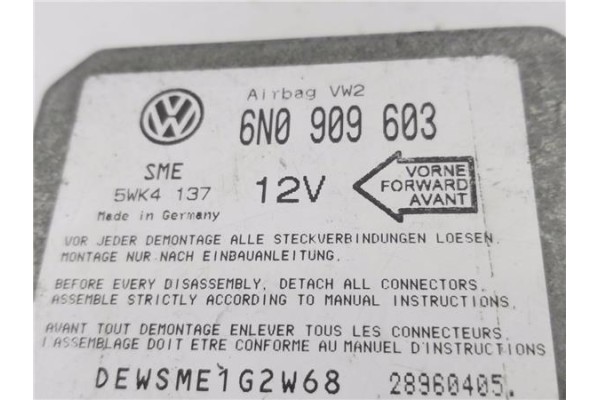 Airbag VW2
6N0 909 603
SME
5WK4 137
Made in Germany
12V
VORNE
FORWARD
AVANT
VOR JEDER DEMONTAGE ALLE STECKVERBINDUNGEN LOESEN.
MONTAGE NUR NACH EINBAUANLEITUNG.
BEFORE EVERY DISASSEMBLY, DETACH ALL CONNECTORS.
ASSEMBLE STRICTLY ACCORDING TO MANUAL INSTRUCTIONS.
AVANT TOUT DEMONTAGE ENLEVER TOUS LES CONNECTEURS.
L'ASSEMBLAGE DOIT ETRE CONFORME AU MANUEL D'INSTRUCTIONS
DEWSME1G2W68 28960405.